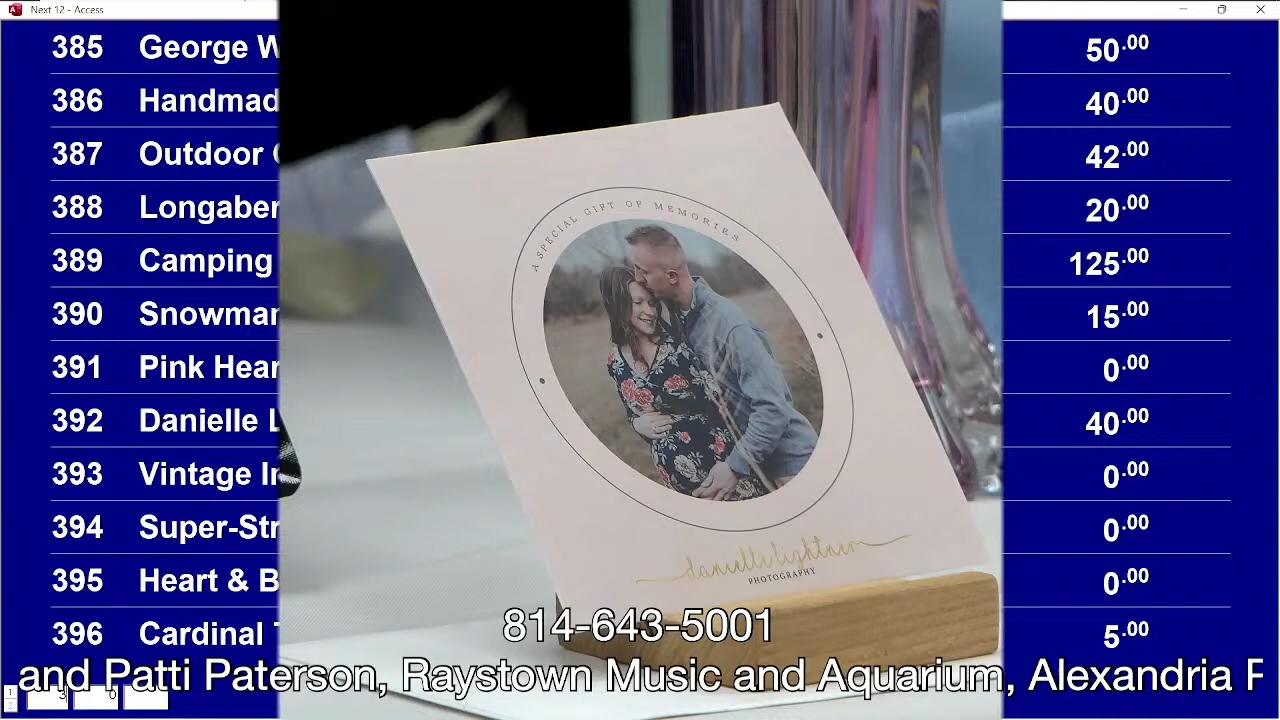 Next 12 - Access
385 George W 50.00
386 Handmad 40.00
387 Outdoor 42.00
388 Longaber 20.00
389 Camping 125.00
390 Snowman 15.00
391 Pink Hear 0.00
392 Danielle L 40.00
393 Vintage In 0.00
394 Super-Str 0.00
395 Heart & B 0.00
396 Cardinal T 5.00
A SPECIAL GIFT OF MEMORIES
danielle lightner
PHOTOGRAPHY
814-643-5001
and Patti Paterson, Raystown Music and Aquarium, Alexandria F